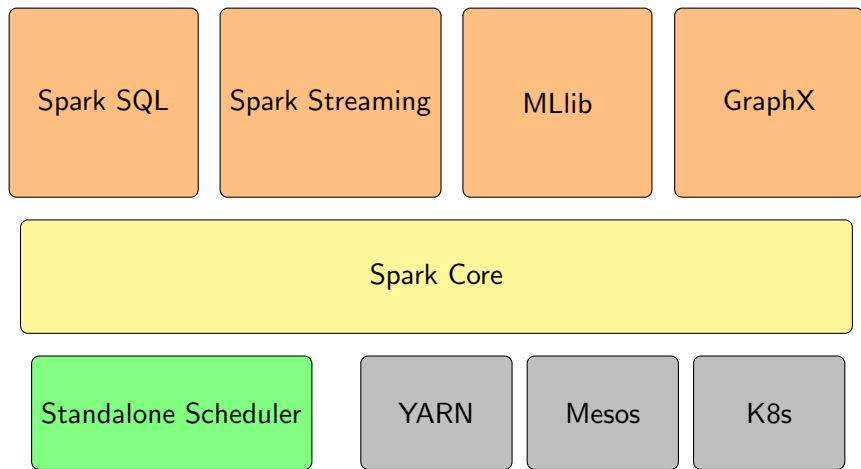 Spark SQL
Spark Streaming
MLlib
GraphX
Spark Core
Standalone Scheduler
YARN
Mesos
K8s